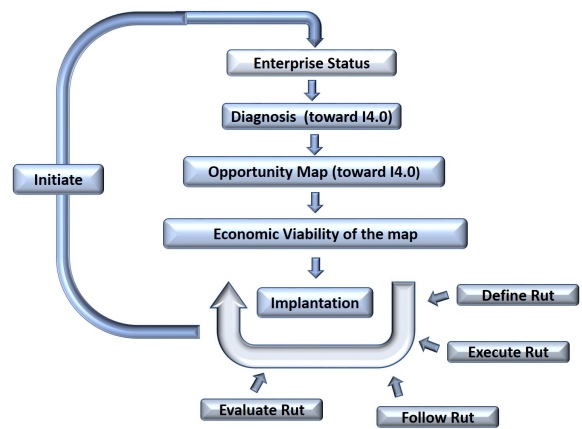 Enterprise Status
Diagnosis (toward I4.0)
Opportunity Map (toward I4.0)
Initiate
Economic Viability of the map
Implantation
Define Rut
Execute Rut
Evaluate Rut
Follow Rut